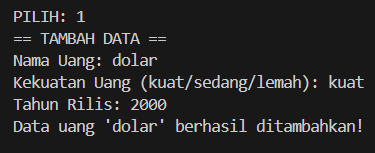 PILIH: 1
== TAMBAH DATA ==
Nama Uang: dolar
Kekuatan Uang (kuat/sedang/lemah): kuat
Tahun Rilis: 2000
Data uang 'dolar' berhasil ditambahkan!